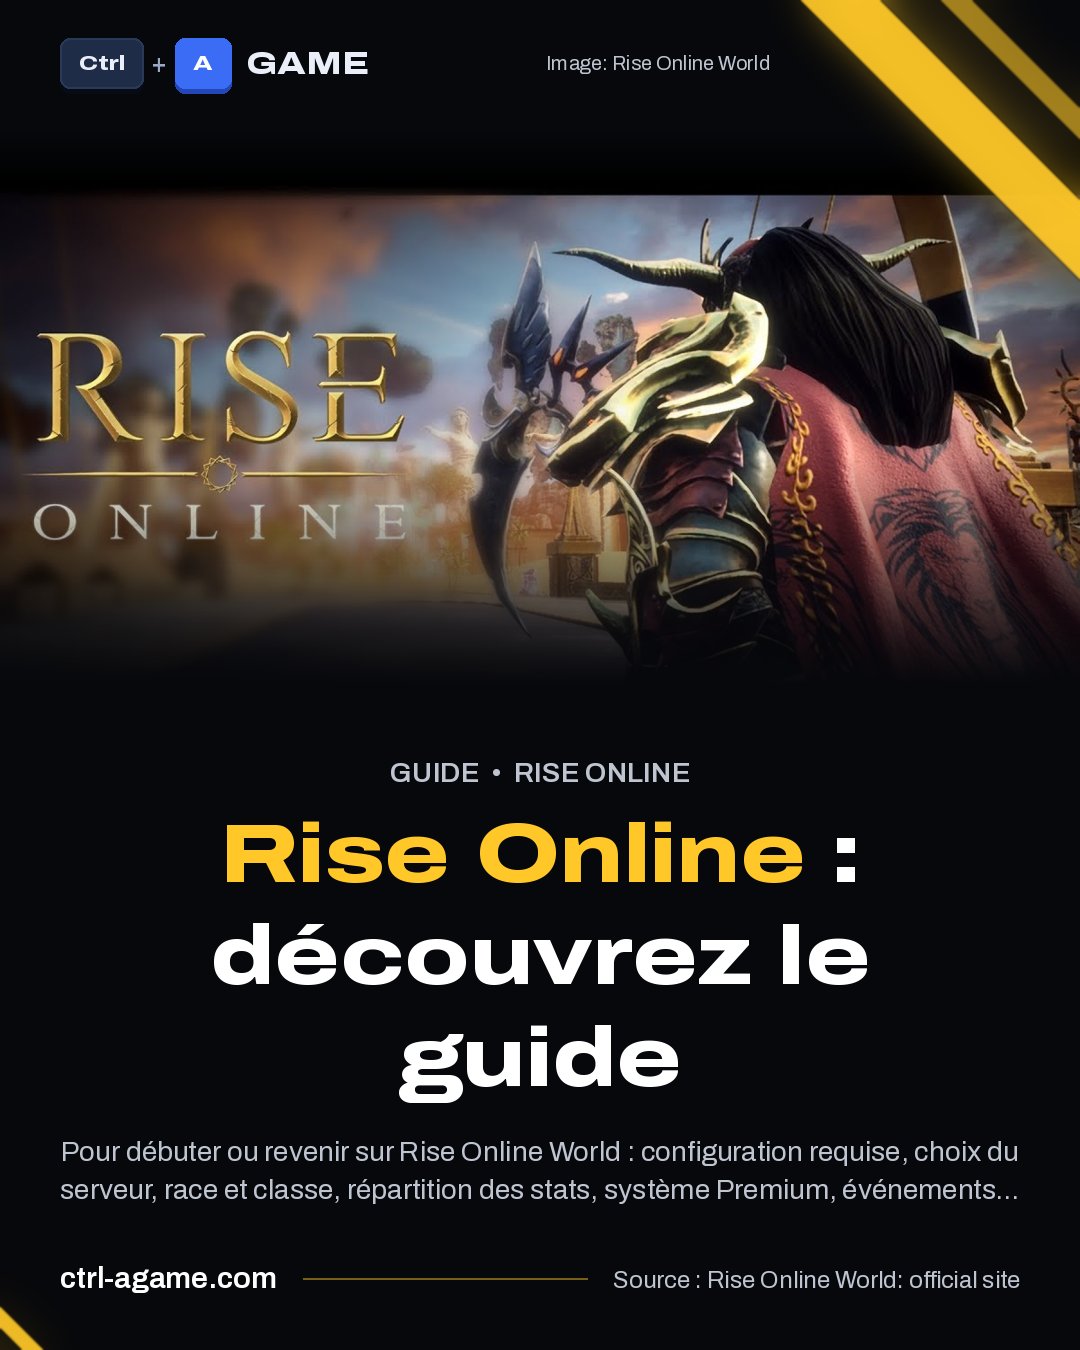 Ctrl + A GAME
Image: Rise Online World
RISE
ONLINE
GUIDE • RISE ONLINE
Rise Online :
découvrez le
guide
Pour débuter ou revenir sur Rise Online World : configuration requise, choix du
serveur, race et classe, répartition des stats, système Premium, événements...
ctrl-agame.com
Source : Rise Online World: official site